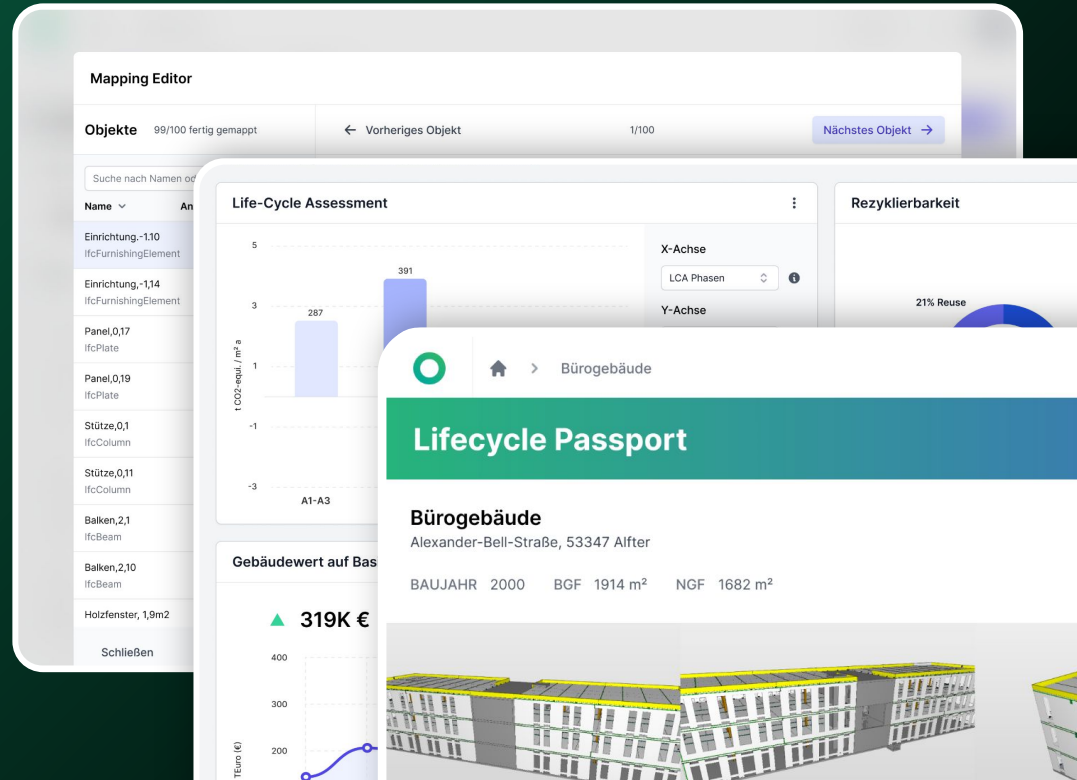 Mapping Editor
Objekte 99/100 fertig gemappt
← Vorheriges Objekt
1/100
Nächstes Objekt →
Suche nach Namen
Name
An
Einrichtung.-1.10
IfcFurnishingElement
Einrichtung,-1,14
IfcFurnishingElement
Panel,0,17
IfcPlate
Panel,0,19
IfcPlate
Stütze,0,1
IfcColumn
Stütze,0,11
IfcColumn
Balken,2,1
IfcBeam
Balken,2,10
IfcBeam
Holzfenster, 1,9m2
Schließen
Life-Cycle Assessment
5
3
1
-1
-3
t CO2-equi. / m² a
287
391
A1-A3
X-Achse
LCA Phasen
Y-Achse
Rezyklierbarkeit
21% Reuse
Gebäudewert auf Bas
319K €
400
300
200
TEuro (€)
Bürogebäude
Lifecycle Passport
Bürogebäude
Alexander-Bell-Straße, 53347 Alfter
BAUJAHR 2000 BGF 1914 m² NGF 1682 m²